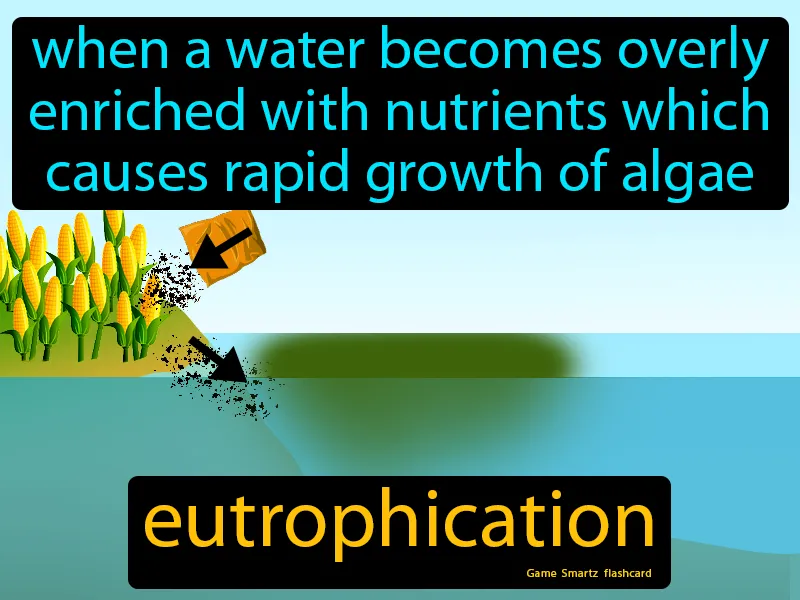 when a water becomes overly
enriched with nutrients which
causes rapid growth of algae
eutrophication
Game Smartz flashcard